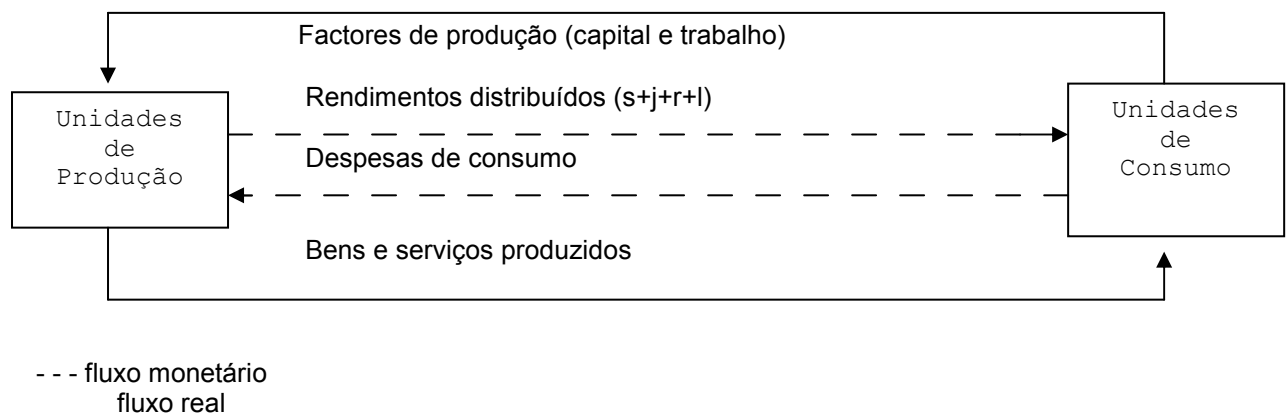 Factores de produção (capital e trabalho)
Unidades
de
Produção
Rendimentos distribuídos (s+j+r+l)
Despesas de consumo
Unidades
de
Consumo
Bens e serviços produzidos
- - - fluxo monetário
fluxo real